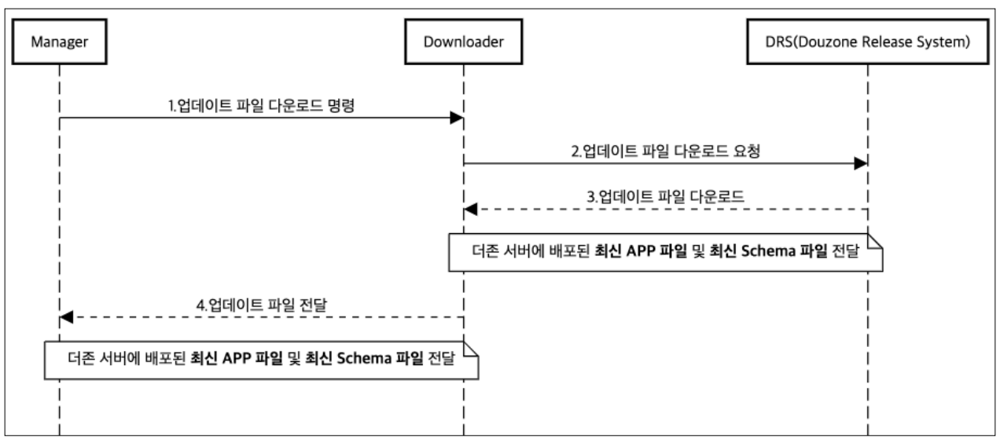 Manager
Downloader
DRS(Douzone Release System)
1.업데이트 파일 다운로드 명령
2.업데이트 파일 다운로드 요청
3.업데이트 파일 다운로드
더존 서버에 배포된 최신 APP 파일 및 최신 Schema 파일 전달
4.업데이트 파일 전달
더존 서버에 배포된 최신 APP 파일 및 최신 Schema 파일 전달